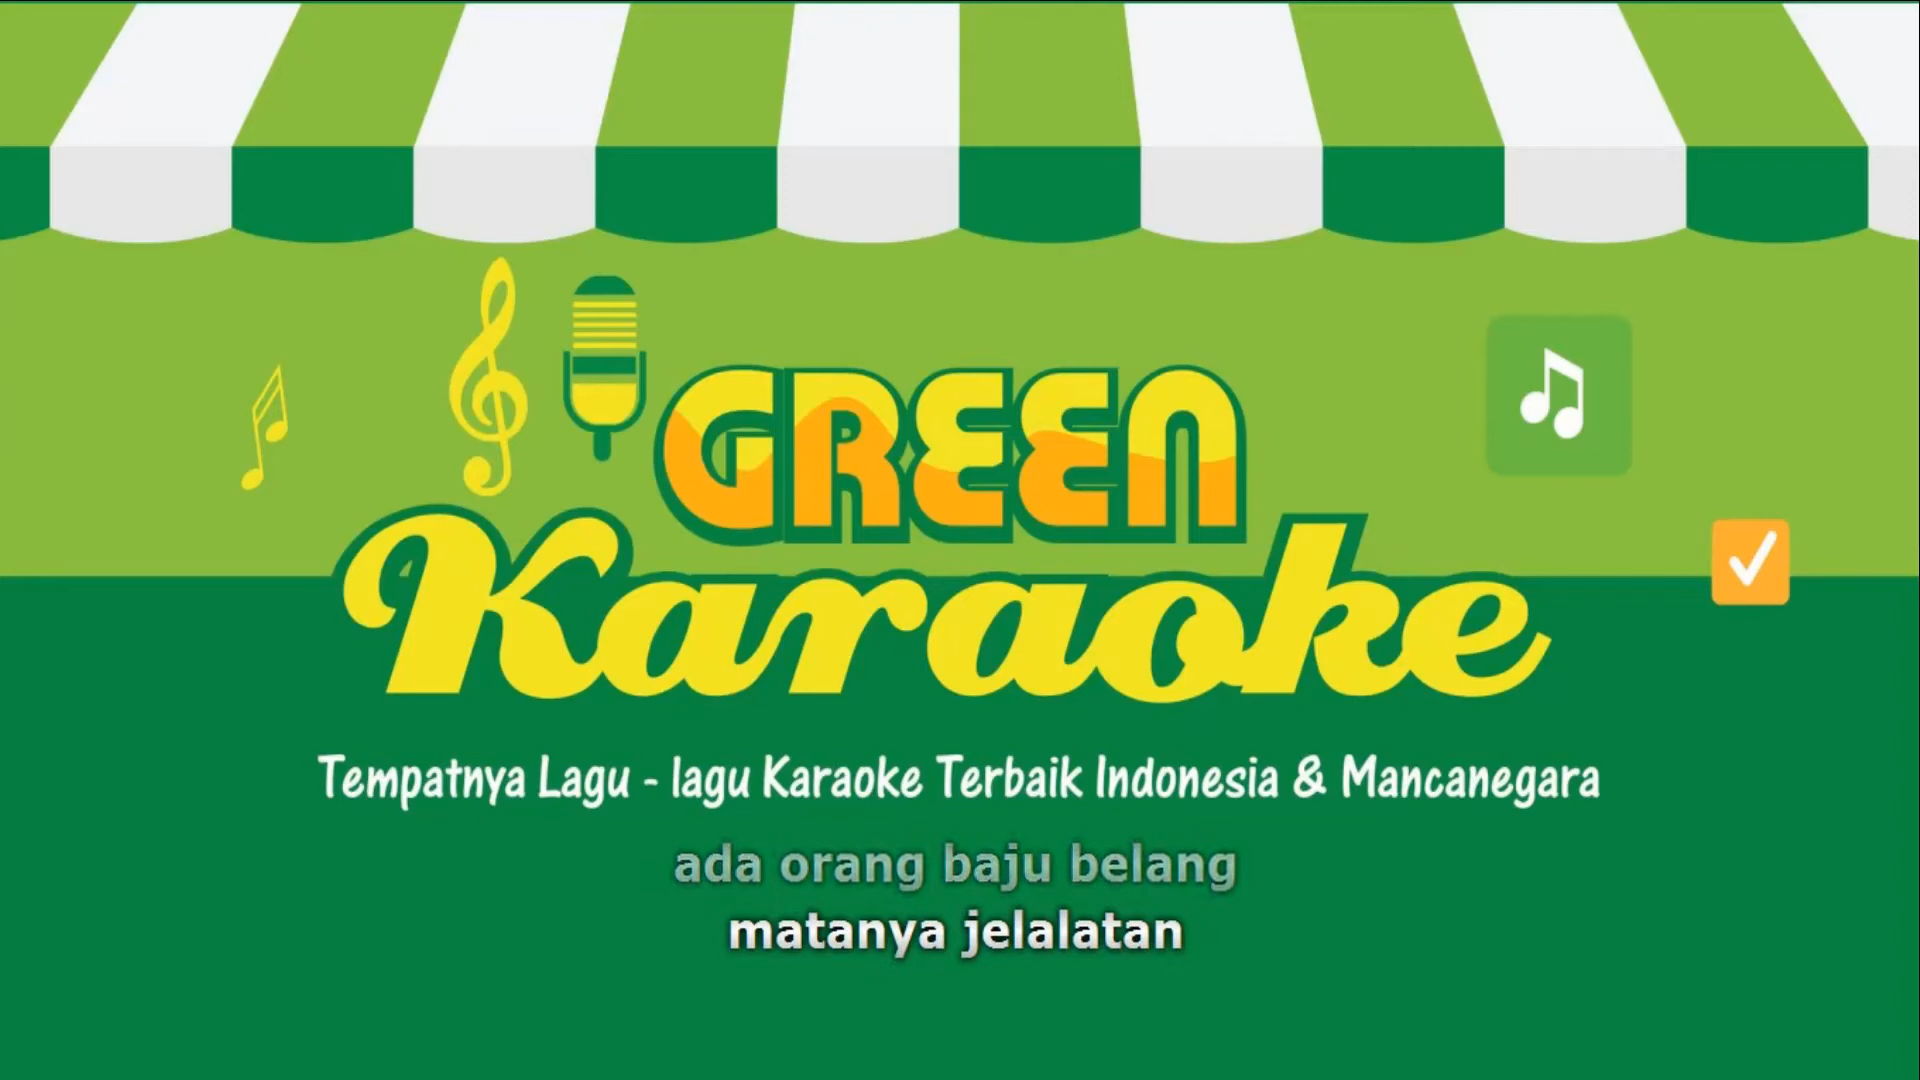 GREEN
Karaoke
Tempatnya Lagu - lagu Karaoke Terbaik Indonesia & Mancanegara
ada orang baju belang
matanya jelalatan